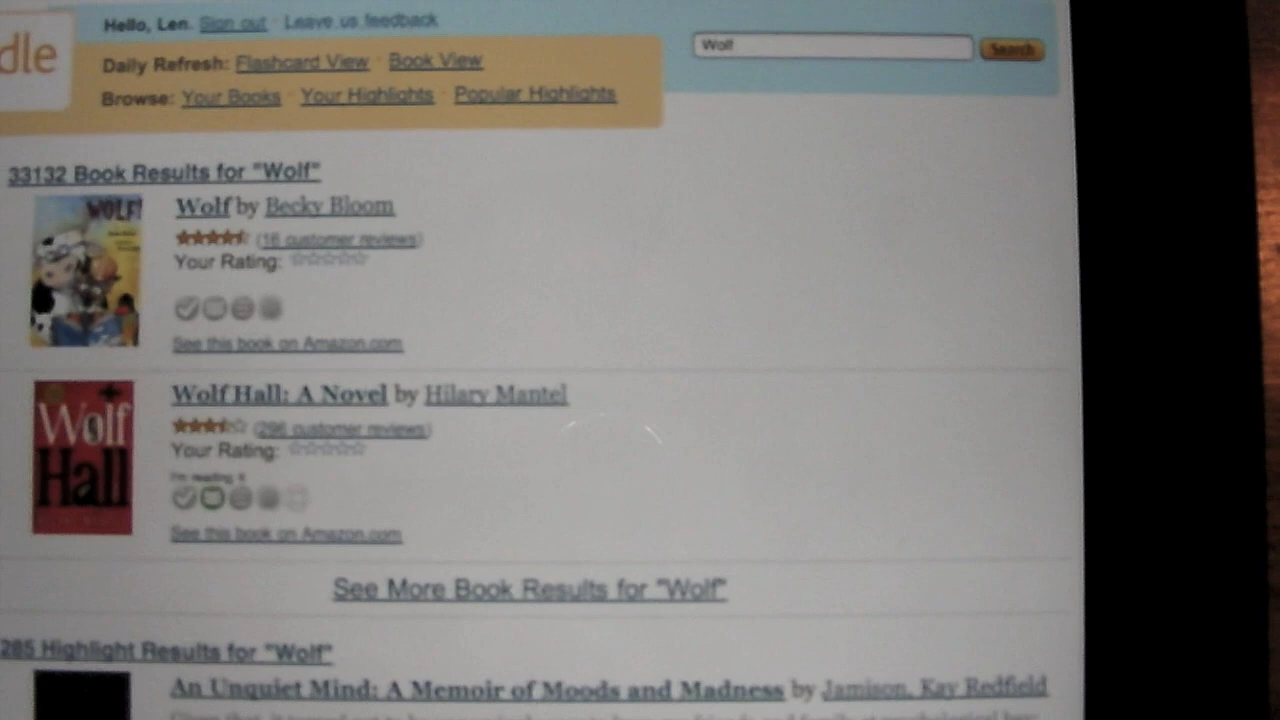 dle
Hello, Len. Sign out · Leave us feedback
Daily Refresh: Flashcard View · Book View
Browse: Your Books · Your Highlights · Popular Highlights
Wolf
Search
33132 Book Results for "Wolf"
WOLF!
Wolf by Becky Bloom
(16 customer reviews)
Your Rating:
See this book on Amazon.com
Wolf
Hall
Wolf Hall: A Novel by Hilary Mantel
(296 customer reviews)
Your Rating:
I'm reading it
See this book on Amazon.com
See More Book Results for "Wolf"
285 Highlight Results for "Wolf"
An Unquiet Mind: A Memoir of Moods and Madness by Jamison, Kay Redfield